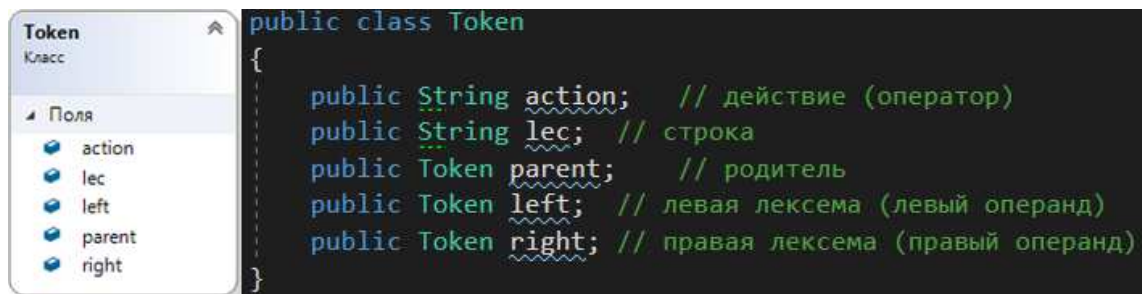 Token
Класс
Поля
action
lec
left
parent
right
public class Token
{
public String action; // действие (оператор)
public String lec; // строка
public Token parent; // родитель
public Token left; // левая лексема (левый операнд)
public Token right; // правая лексема (правый операнд)
}